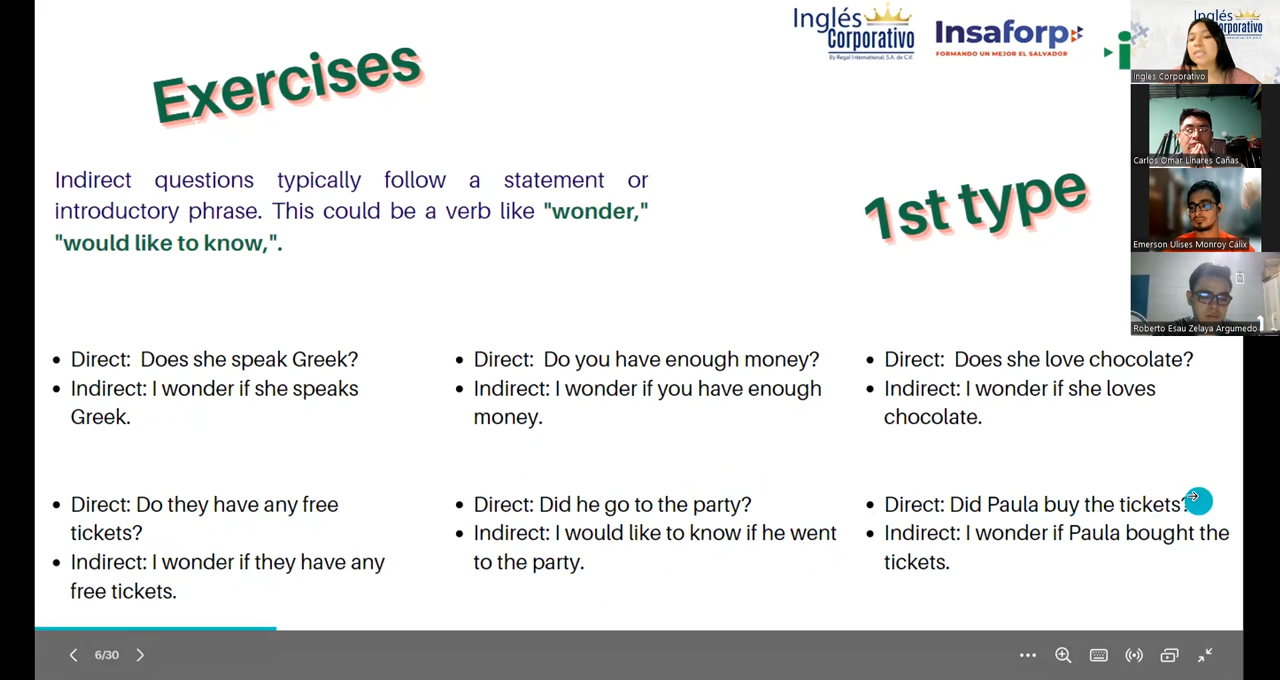 Exercises
Inglés
Corporativo
By Regal International, S.A. de C.V.
Insaforp
FORMANDO UN MEJOR EL SALVADOR
i
Inglés
Ingles Corporativo
Carlos Omar Linares Cañas
Emerson Ulises Monroy Cálix
Roberto Esau Zelaya Argumedo
Indirect questions typically follow a statement or
introductory phrase. This could be a verb like "wonder,"
"would like to know,".
1st type
• Direct:  Does she speak Greek?
• Indirect: I wonder if she speaks
Greek.
• Direct:  Do you have enough money?
• Indirect: I wonder if you have enough
money.
• Direct:  Does she love chocolate?
• Indirect: I wonder if she loves
chocolate.
• Direct: Do they have any free
tickets?
• Indirect: I wonder if they have any
free tickets.
• Direct: Did he go to the party?
• Indirect: I would like to know if he went
to the party.
• Direct: Did Paula buy the tickets?
• Indirect: I wonder if Paula bought the
tickets.
6/30